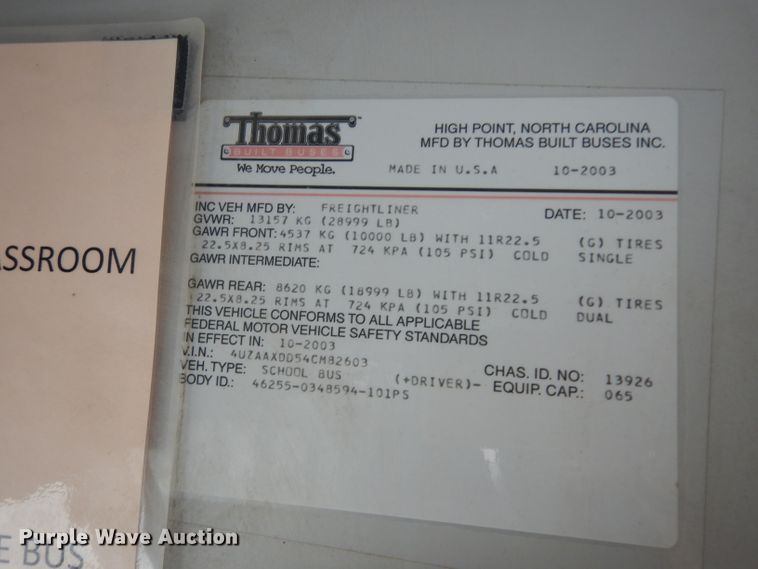 Thomas
BUILT BUSES
We Move People.
HIGH POINT, NORTH CAROLINA
MFD BY THOMAS BUILT BUSES INC.
MADE IN U.S.A 10-2003
INC VEH MFD BY: FREIGHTLINER DATE: 10-2003
GVWR: 13157 KG (28999 LB)
GAWR FRONT: 4537 KG (10000 LB) WITH 11R22.5 (G) TIRES
22.5X8.25 RIMS AT 724 KPA (105 PSI) COLD SINGLE
GAWR INTERMEDIATE:
GAWR REAR: 8620 KG (18999 LB) WITH 11R22.5 (G) TIRES
22.5X8.25 RIMS AT 724 KPA (105 PSI) COLD DUAL
THIS VEHICLE CONFORMS TO ALL APPLICABLE
FEDERAL MOTOR VEHICLE SAFETY STANDARDS
IN EFFECT IN: 10-2003
V.I.N.: 4UZAAXDD54CM82603
VEH. TYPE: SCHOOL BUS CHAS. ID. NO: 13926
BODY ID.: 46255-0348594-101PS (+DRIVER)- EQUIP. CAP.: 065
ASSROOM
E BUS
Purple Wave Auction